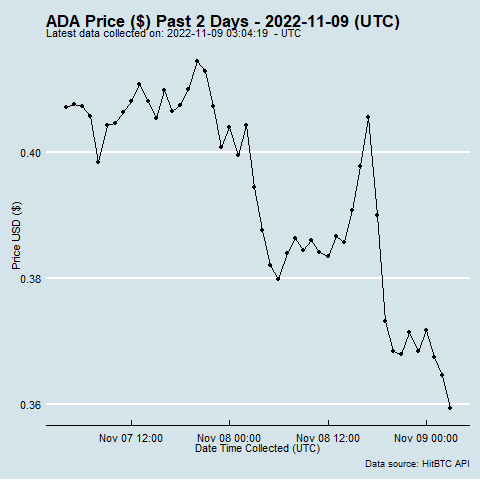 ADA Price ($) Past 2 Days - 2022-11-09 (UTC)
Latest data collected on: 2022-11-09 03:04:19  - UTC
Price USD ($)
0.40
0.38
0.36
Nov 07 12:00
Nov 08 00:00
Nov 08 12:00
Nov 09 00:00
Date Time Collected (UTC)
Data source: HitBTC API